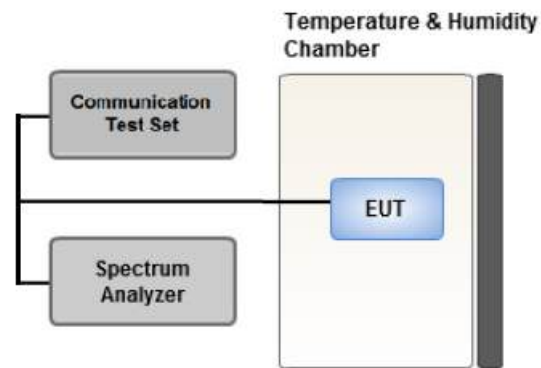 Temperature & Humidity
Chamber
Communication
Test Set
EUT
Spectrum
Analyzer